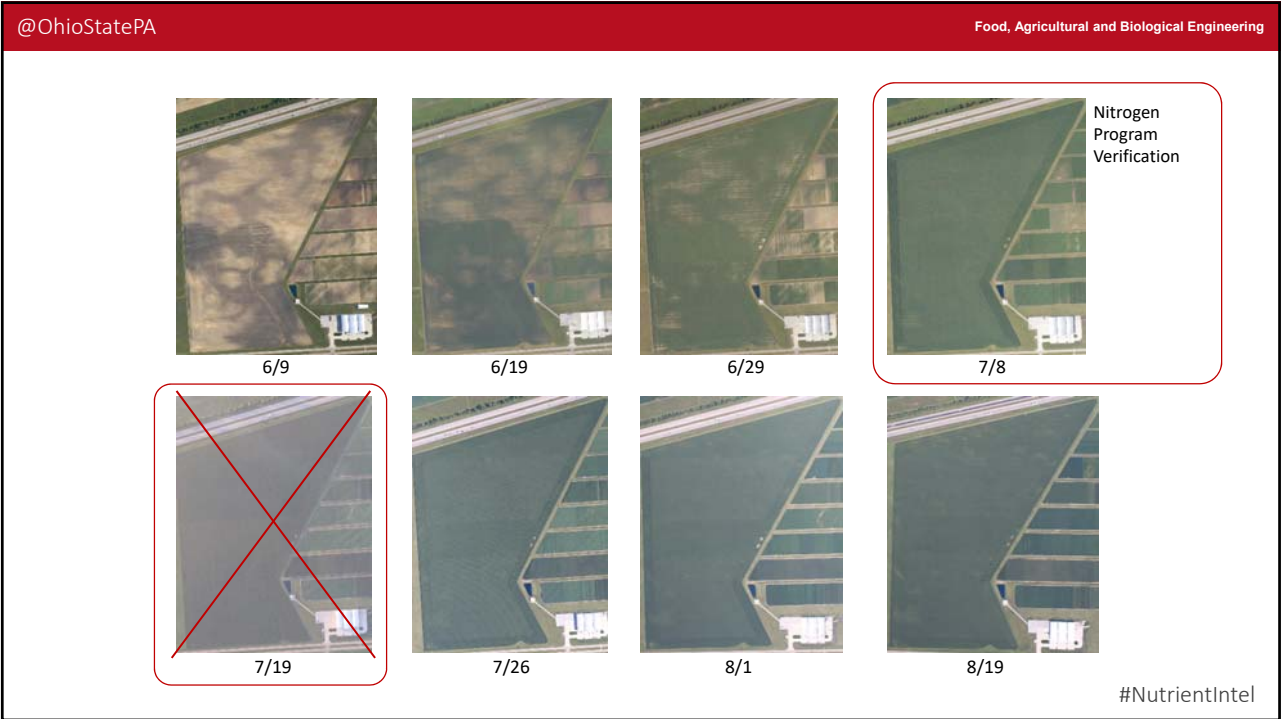 @OhioStatePA
Food, Agricultural and Biological Engineering
6/9
6/19
6/29
7/8
Nitrogen
Program
Verification
7/19
7/26
8/1
8/19
#NutrientIntel